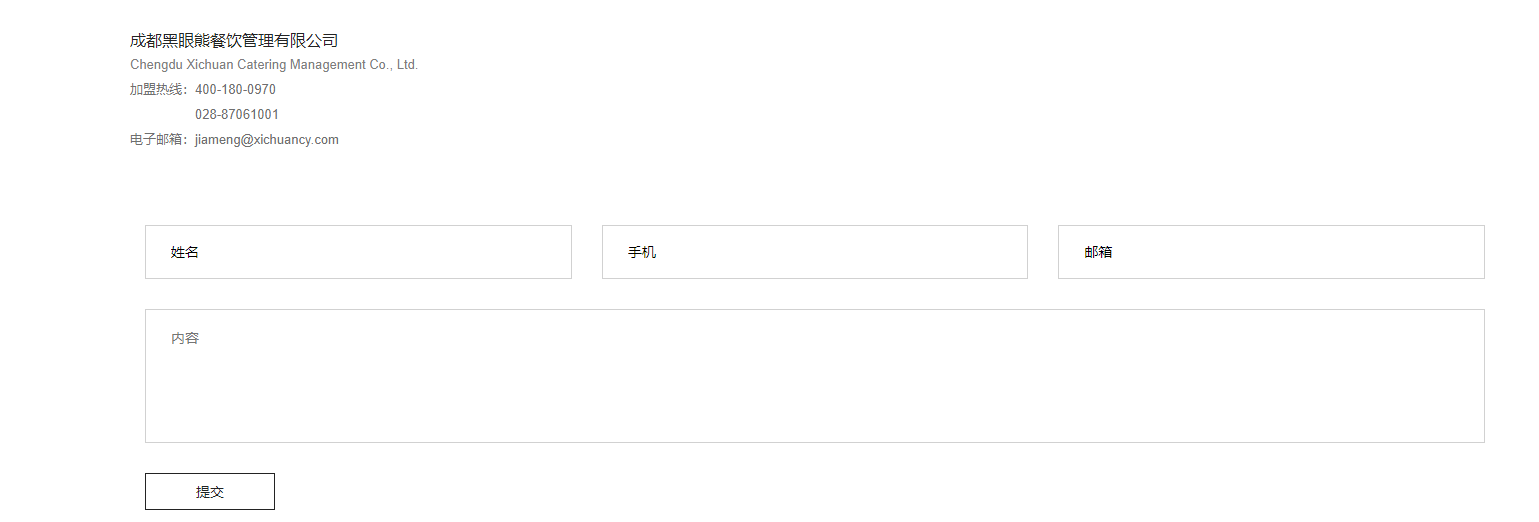 成都黑眼熊餐饮管理有限公司
Chengdu Xichuan Catering Management Co., Ltd.
加盟热线：400-180-0970
028-87061001
电子邮箱：jiameng@xichuancy.com
姓名 手机 邮箱
内容
提交